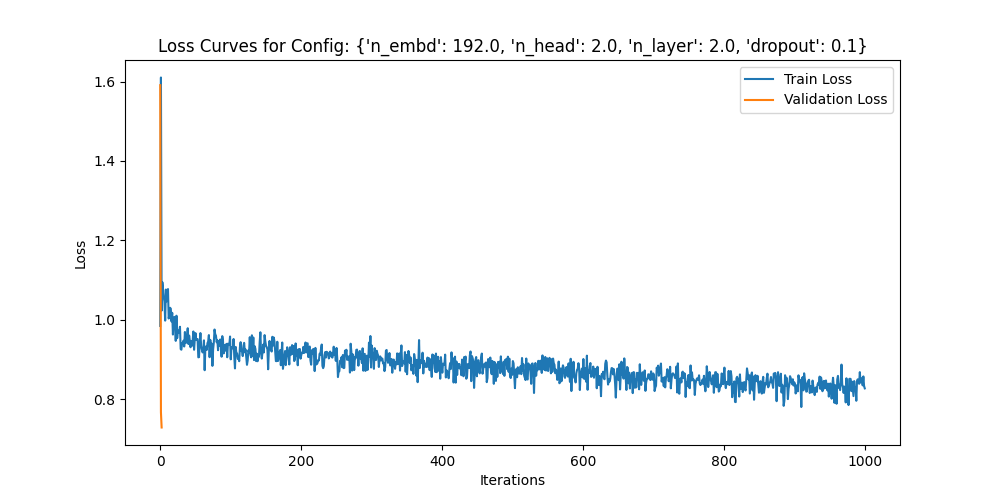 Loss Curves for Config: {'n_embd': 192.0, 'n_head': 2.0, 'n_layer': 2.0, 'dropout': 0.1}
Train Loss
Validation Loss
1.6
1.4
1.2
1.0
0.8
Loss
0 200 400 600 800 1000
Iterations